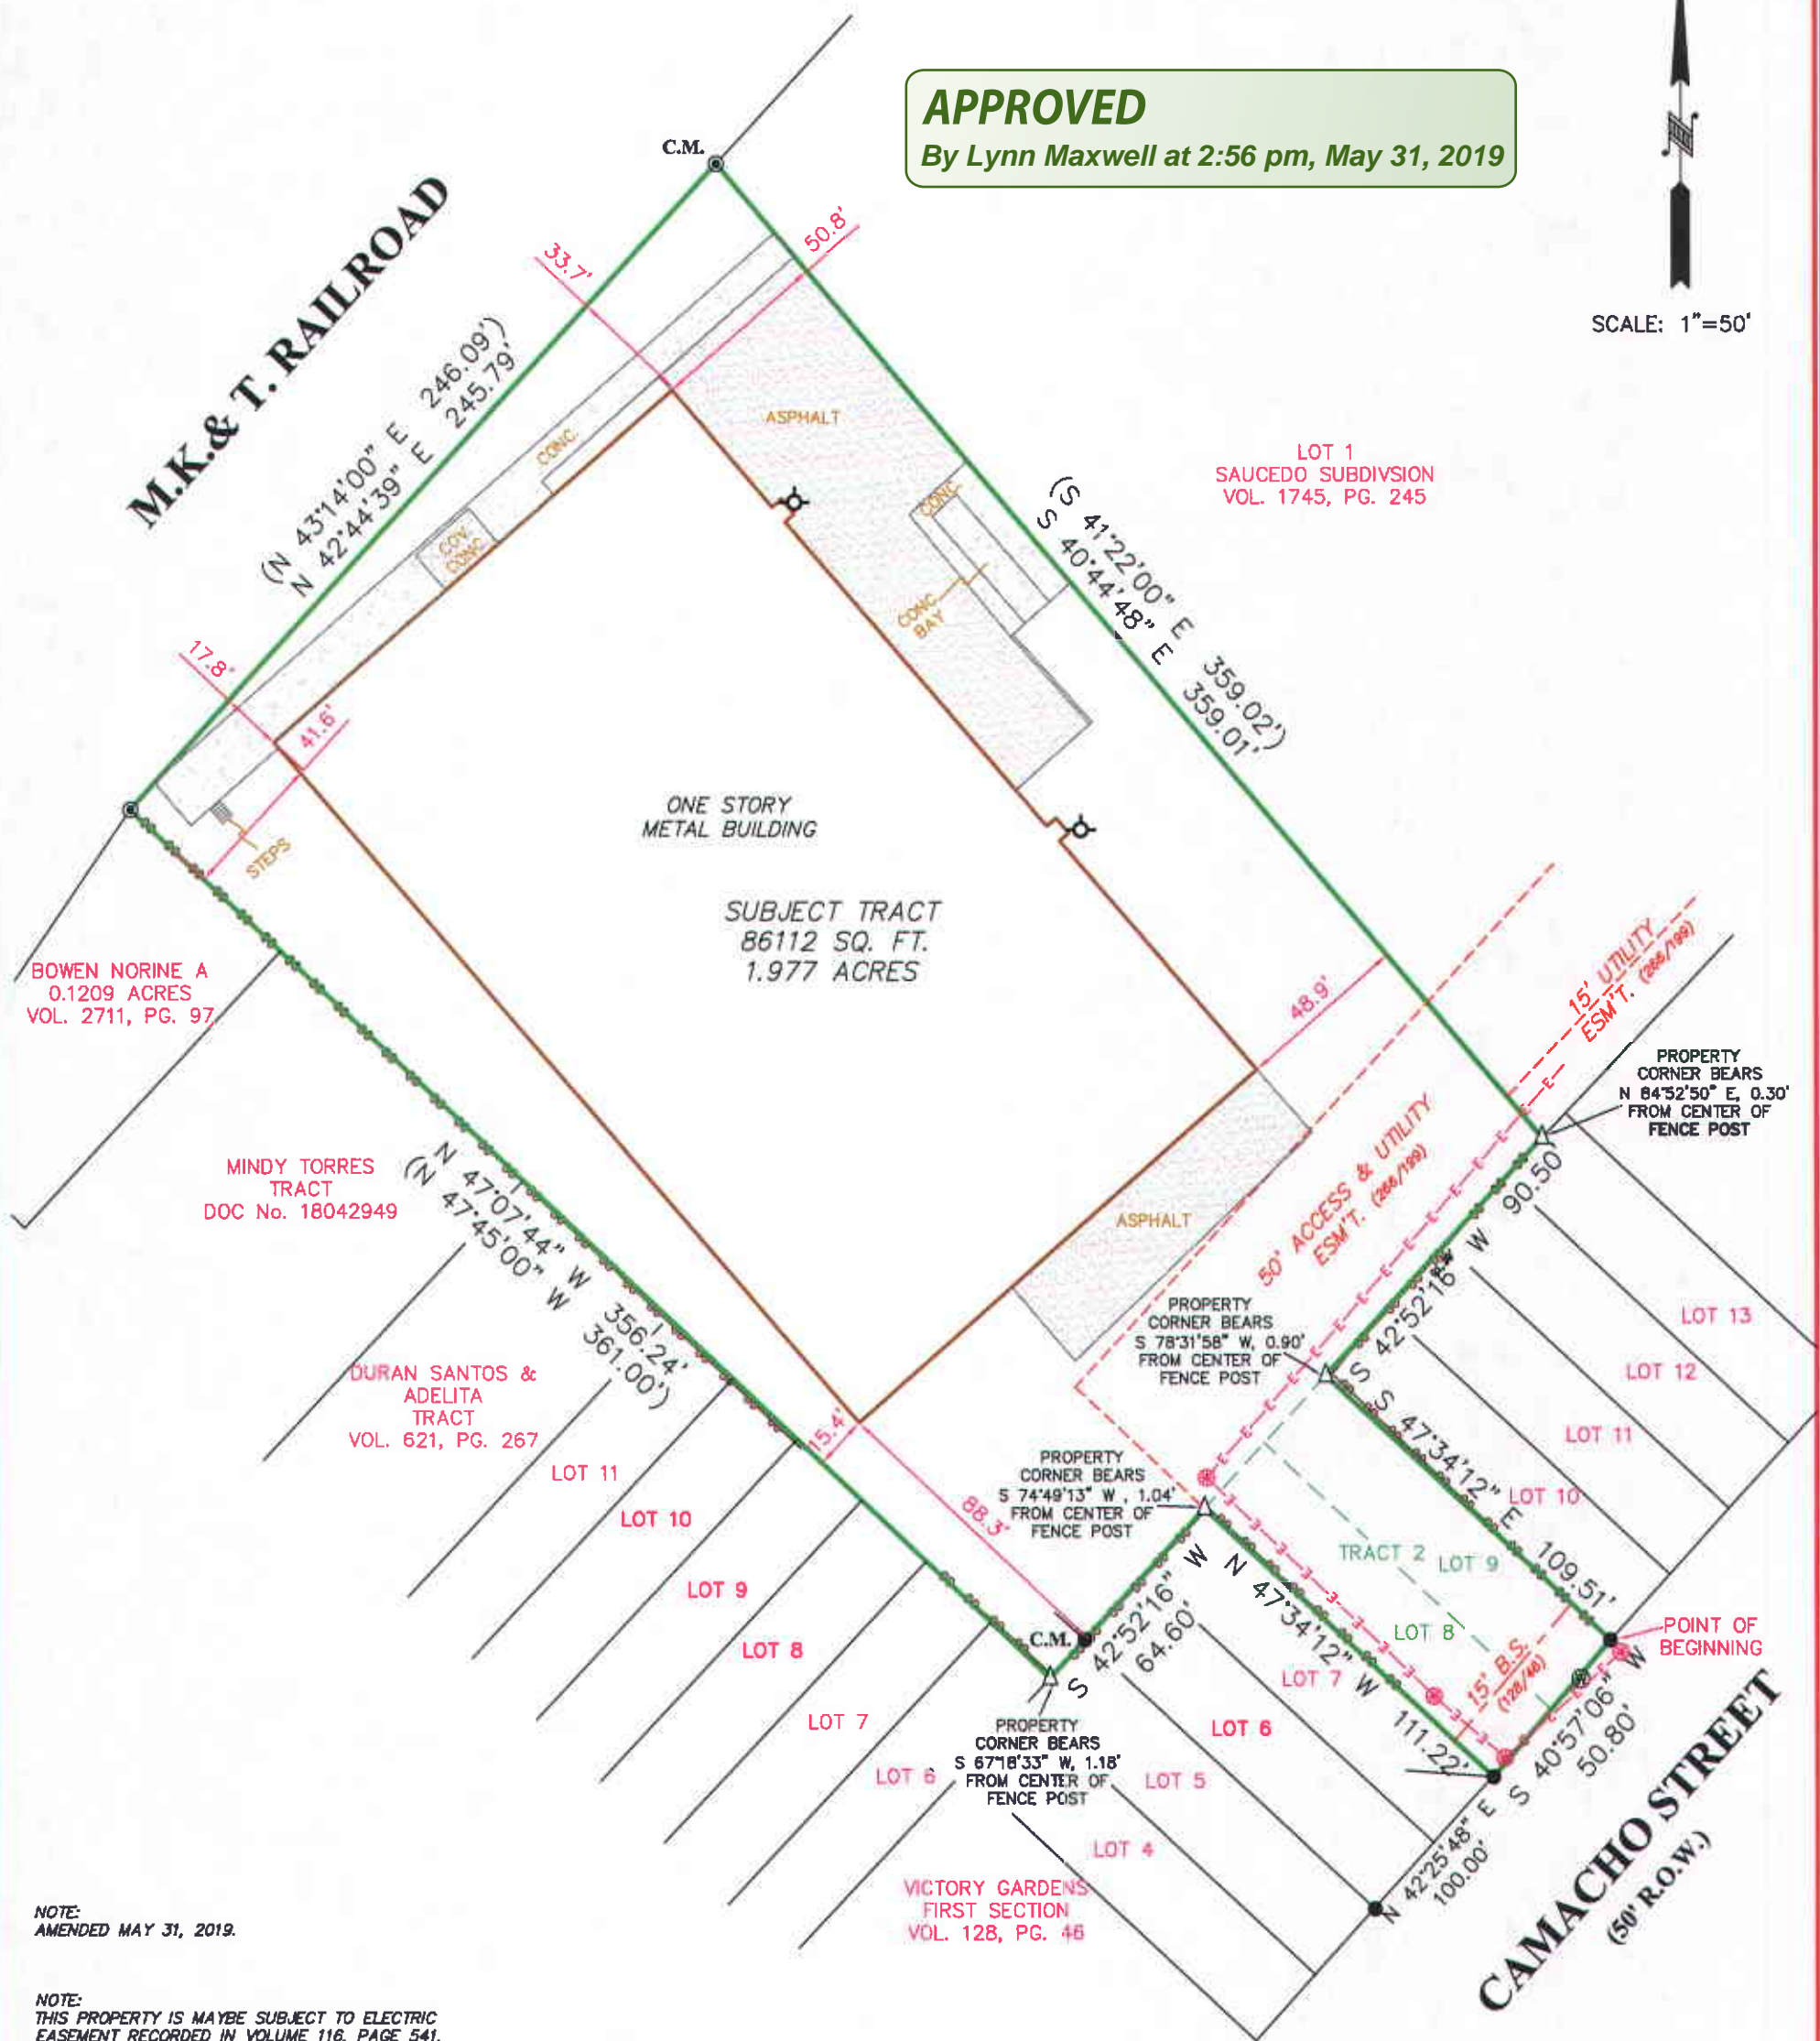 APPROVED
By Lynn Maxwell at 2:56 pm, May 31, 2019
SCALE: 1"=50'
C.M.
M.K.& T. RAILROAD
33.7'
50.8'
(N 43°14'00" E 246.09')
N 42°44'39" E 245.79'
CONC.
COV.
CONC.
ASPHALT
CONC.
CONC.
BAY
LOT 1
SAUCEDO SUBDIVSION
VOL. 1745, PG. 245
(S 41°22'00" E 359.02')
S 40°44'48" E 359.01'
17.8'
41.6'
STEPS
ONE STORY
METAL BUILDING
SUBJECT TRACT
86112 SQ. FT.
1.977 ACRES
BOWEN NORINE A
0.1209 ACRES
VOL. 2711, PG. 97
48.9'
15' UTILITY
ESM'T. (266/199)
PROPERTY
CORNER BEARS
N 84°52'50" E, 0.30'
FROM CENTER OF
FENCE POST
MINDY TORRES
TRACT
DOC No. 18042949
N 47°07'44" W 356.24'
(N 47°45'00" W 361.00')
ASPHALT
50' ACCESS & UTILITY
ESM'T. (266/199)
S 42°52'16" W 90.50'
PROPERTY
CORNER BEARS
S 78°31'58" W, 0.90'
FROM CENTER OF
FENCE POST
LOT 13
LOT 12
LOT 11
LOT 10
DURAN SANTOS &
ADELITA
TRACT
VOL. 621, PG. 267
15.4'
88.3'
PROPERTY
CORNER BEARS
S 74°49'13" W , 1.04'
FROM CENTER OF
FENCE POST
S 47°34'12" E 109.51'
TRACT 2
LOT 9
LOT 8
LOT 11
LOT 10
LOT 9
LOT 8
LOT 7
LOT 6
C.M.
S 42°52'16" W
64.60'
N 47°34'12" W 111.22'
LOT 7
15' B.S.
(128/46)
POINT OF
BEGINNING
S 40°57'06" W
50.80'
PROPERTY
CORNER BEARS
S 67°18'33" W, 1.18'
FROM CENTER OF
FENCE POST
LOT 6
LOT 5
LOT 4
N 42°25'48" E
100.00'
CAMACHO STREET
(50' R.O.W.)
VICTORY GARDENS
FIRST SECTION
VOL. 128, PG. 46
NOTE:
AMENDED MAY 31, 2019.
NOTE:
THIS PROPERTY IS MAYBE SUBJECT TO ELECTRIC
EASEMENT RECORDED IN VOLUME 116, PAGE 541.